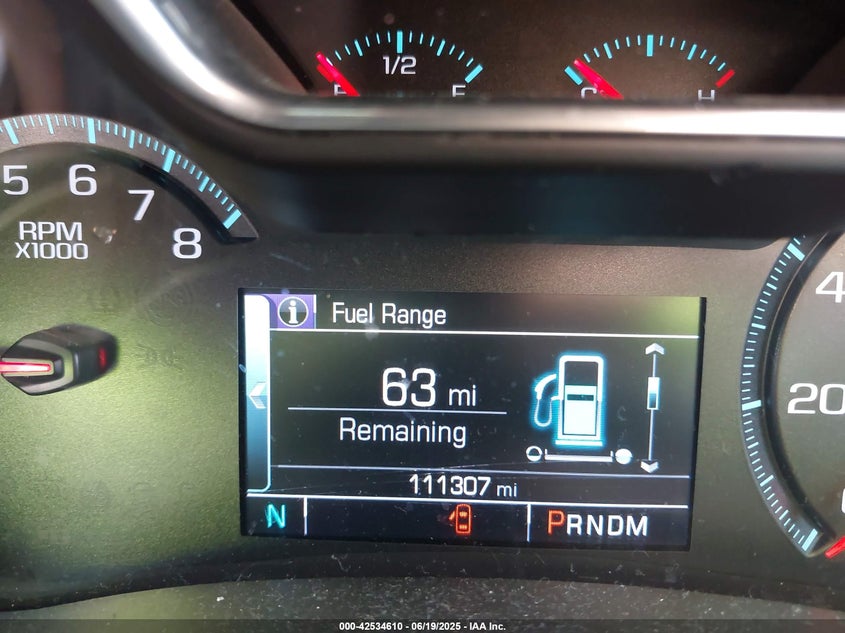 1/2
E F
C H
5 6 7 8
RPM
X1000
i Fuel Range
63 mi
Remaining
111307 mi
N PRNDM
4
20
000-42534610 - 06/19/2025 - IAA Inc.